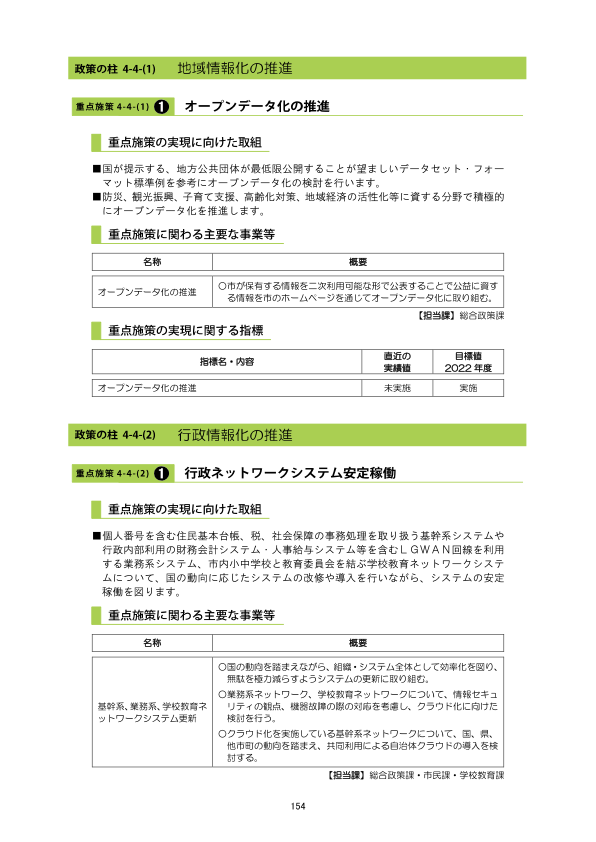 政策の柱 4-4-(1) 地域情報化の推進
重点施策 4-4-(1) ❶ オープンデータ化の推進
重点施策の実現に向けた取組
■国が提示する、地方公共団体が最低限公開することが望ましいデータセット・フォー
マット標準例を参考にオープンデータ化の検討を行います。
■防災、観光振興、子育て支援、高齢化対策、地域経済の活性化等に資する分野で積極的
にオープンデータ化を推進します。
重点施策に関わる主要な事業等
名称 概要
オープンデータ化の推進
○市が保有する情報を二次利用可能な形で公表することで公益に資す
る情報を市のホームページを通じてオープンデータ化に取り組む。
【担当課】総合政策課
重点施策の実現に関する指標
指標名・内容 直近の 目標値
実績値 2022 年度
オープンデータ化の推進 未実施 実施
政策の柱 4-4-(2) 行政情報化の推進
重点施策 4-4-(2) ❶ 行政ネットワークシステム安定稼働
重点施策の実現に向けた取組
■個人番号を含む住民基本台帳、税、社会保障の事務処理を取り扱う基幹系システムや
行政内部利用の財務会計システム・人事給与システム等を含むＬＧＷＡＮ回線を利用
する業務系システム、市内小中学校と教育委員会を結ぶ学校教育ネットワークシステ
ムについて、国の動向に応じたシステムの改修や導入を行いながら、システムの安定
稼働を図ります。
重点施策に関わる主要な事業等
名称 概要
基幹系、業務系、学校教育ネ
ットワークシステム更新
○国の動向を踏まえながら、組織・システム全体として効率化を図り、
無駄を極力減らすようシステムの更新に取り組む。
○業務系ネットワーク、学校教育ネットワークについて、情報セキュ
リティの観点、機器故障の際の対応を考慮し、クラウド化に向けた
検討を行う。
○クラウド化を実施している基幹系ネットワークについて、国、県、
他市町の動向を踏まえ、共同利用による自治体クラウドの導入を検
討する。
【担当課】総合政策課・市民課・学校教育課
154